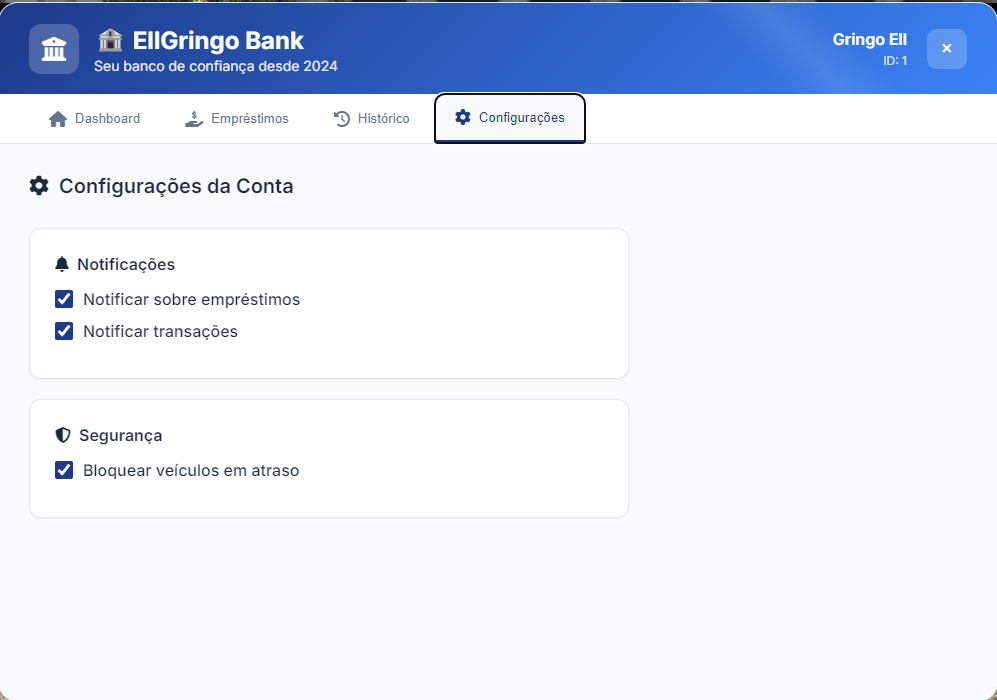 EllGringo Bank
Seu banco de confiança desde 2024
Gringo Ell
ID: 1
×
Dashboard
Empréstimos
Histórico
Configurações
Configurações da Conta
Notificações
Notificar sobre empréstimos
Notificar transações
Segurança
Bloquear veículos em atraso